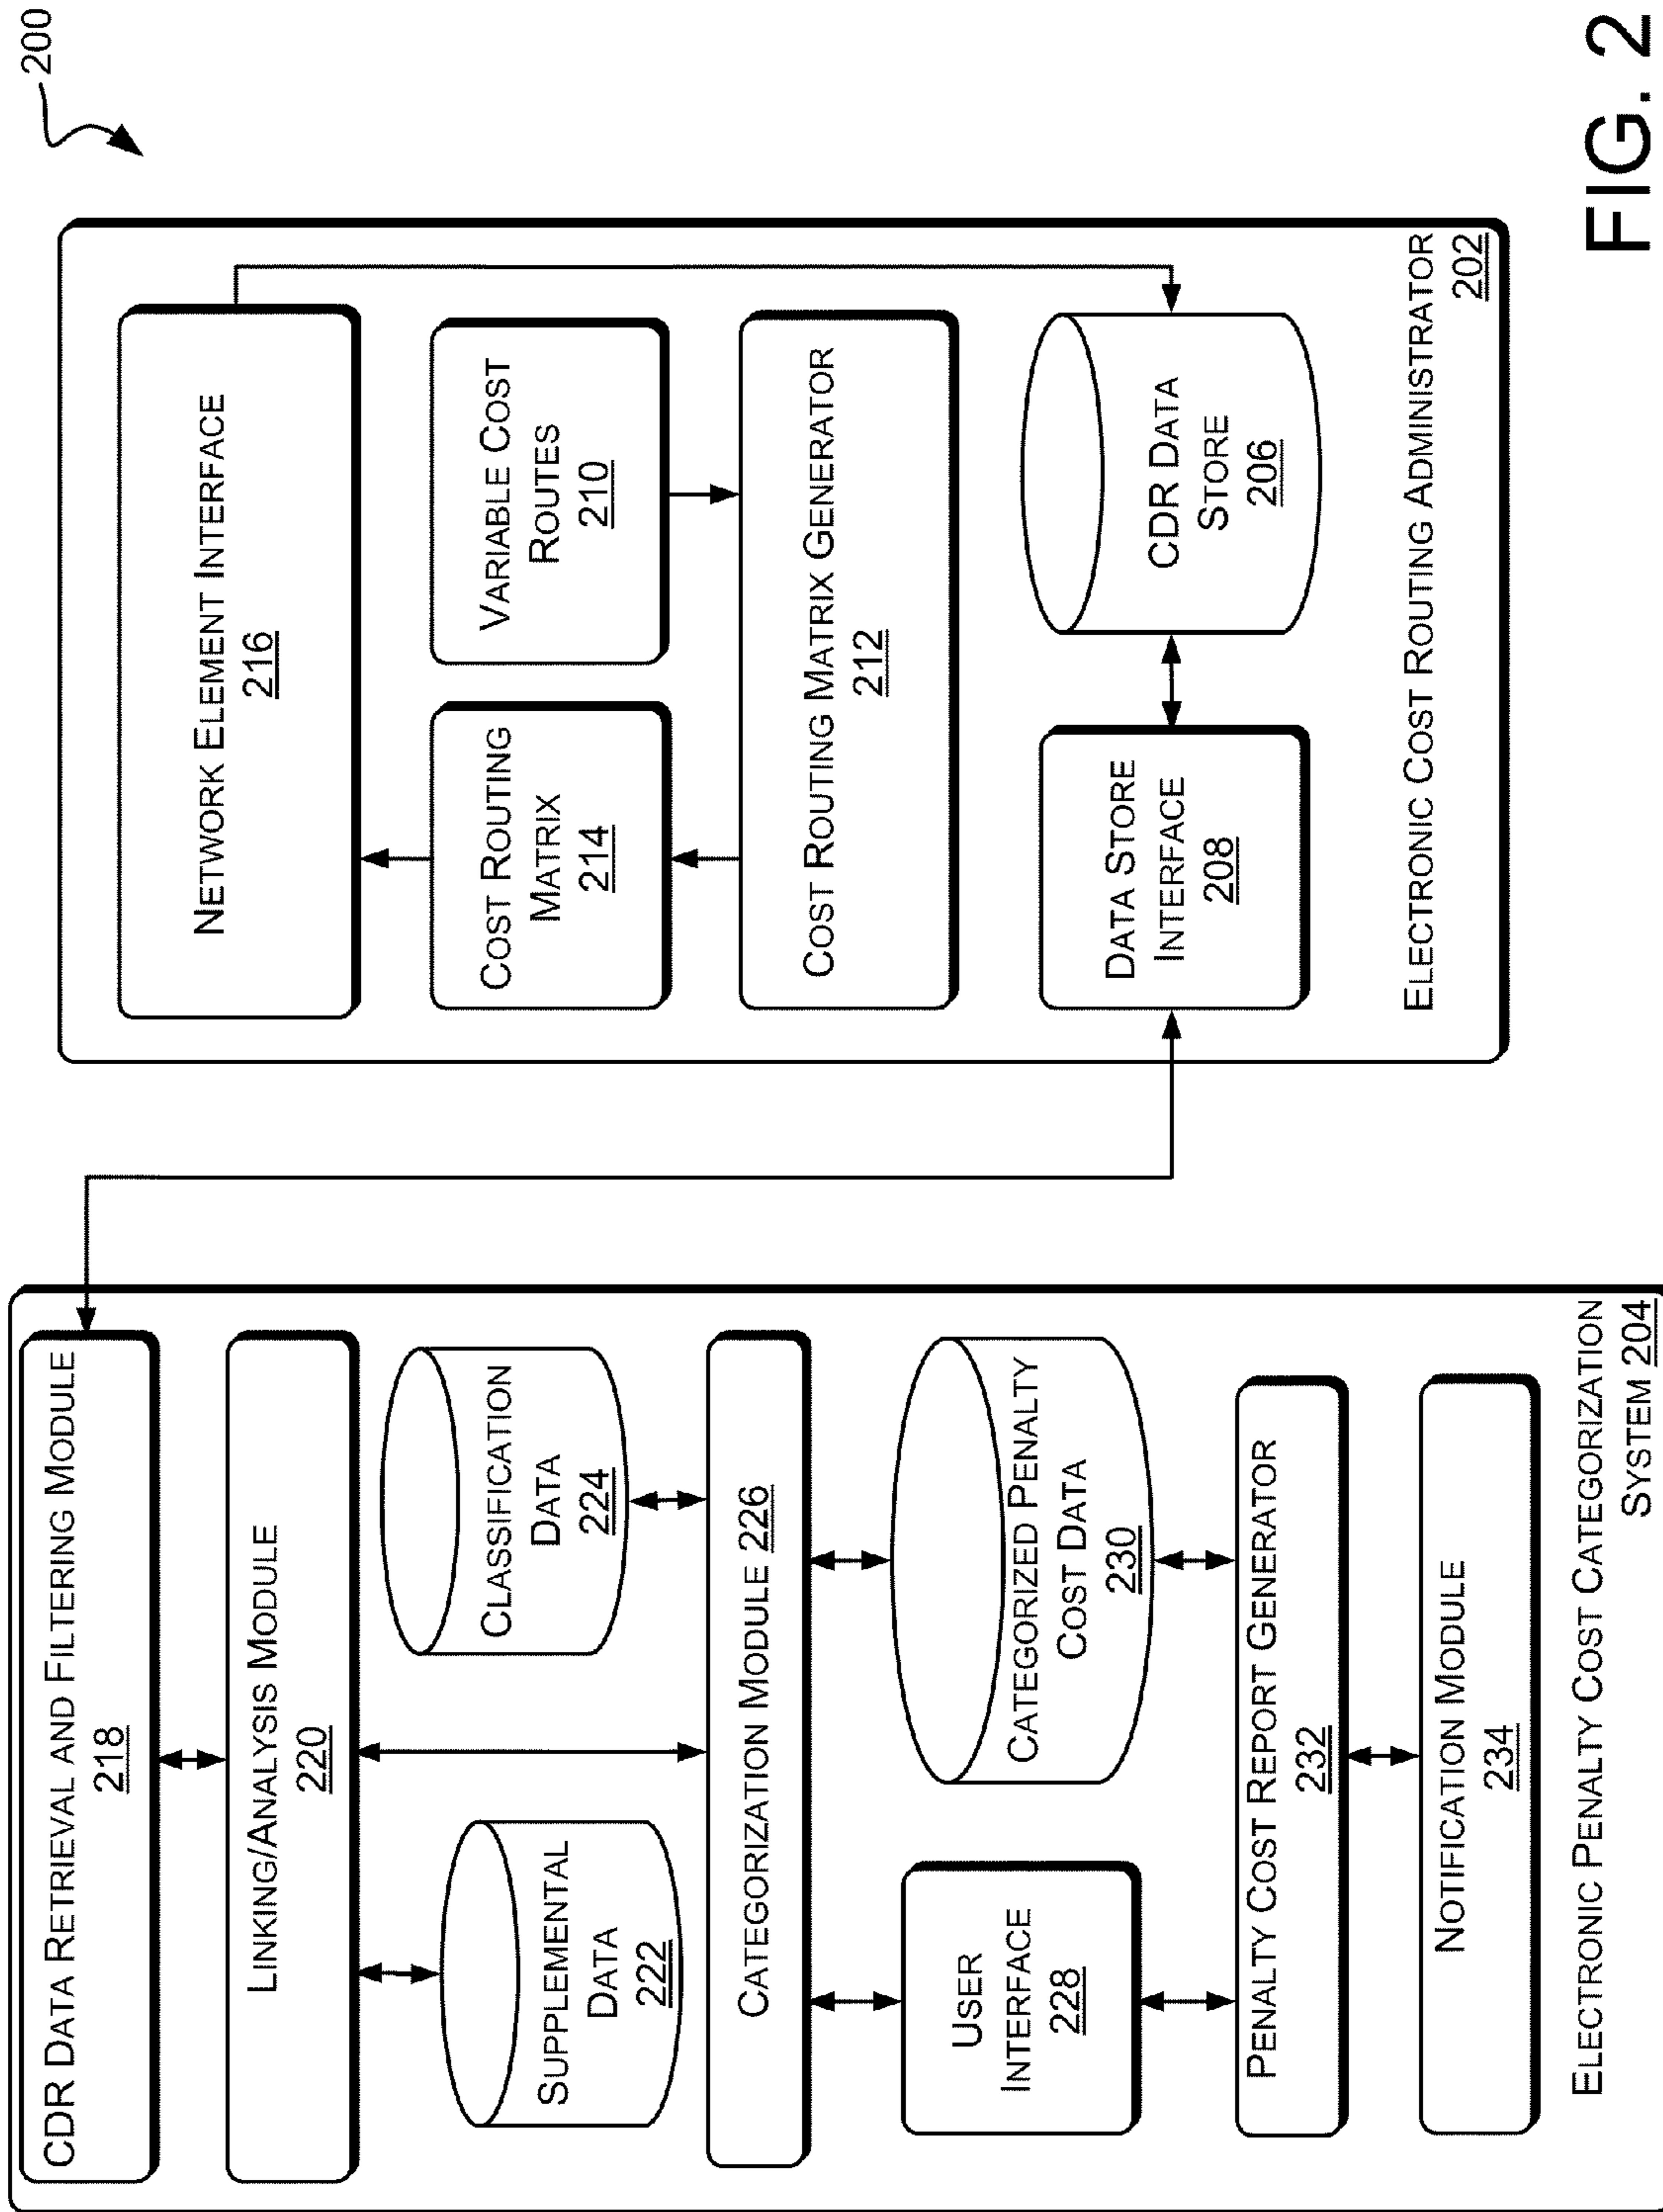 200
CDR DATA RETRIEVAL AND FILTERING MODULE
218
LINKING/ANALYSIS MODULE
220
SUPPLEMENTAL
DATA
222
CLASSIFICATION
DATA
224
CATEGORIZATION MODULE 226
USER
INTERFACE
228
CATEGORIZED PENALTY
COST DATA
230
PENALTY COST REPORT GENERATOR
232
NOTIFICATION MODULE
234
ELECTRONIC PENALTY COST CATEGORIZATION
SYSTEM 204
NETWORK ELEMENT INTERFACE
216
COST ROUTING
MATRIX
214
VARIABLE COST
ROUTES
210
COST ROUTING MATRIX GENERATOR
212
DATA STORE
INTERFACE
208
CDR DATA
STORE
206
ELECTRONIC COST ROUTING ADMINISTRATOR
202
FIG. 2